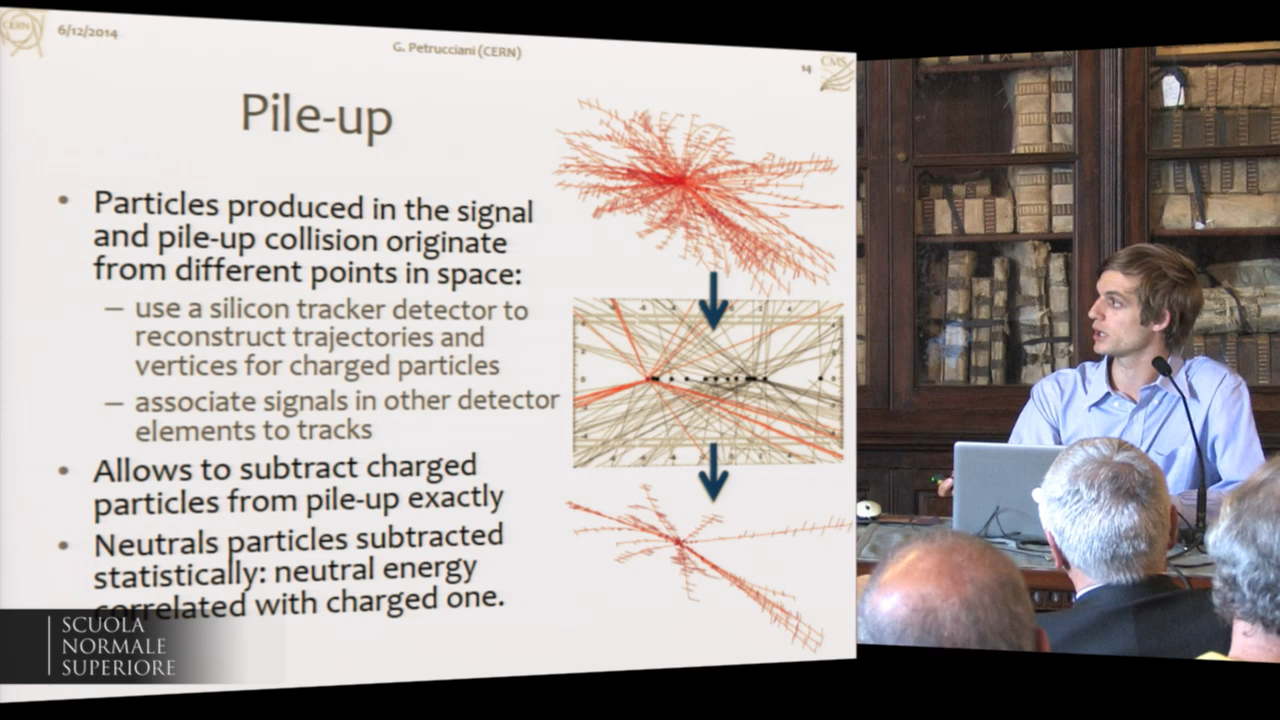 CERN
6/12/2014
G. Petrucciani (CERN)
14
CMS
Pile-up
• Particles produced in the signal
and pile-up collision originate
from different points in space:
– use a silicon tracker detector to
reconstruct trajectories and
vertices for charged particles
– associate signals in other detector
elements to tracks
• Allows to subtract charged
particles from pile-up exactly
• Neutrals particles subtracted
statistically: neutral energy
correlated with charged one.
SCUOLA
NORMALE
SUPERIORE